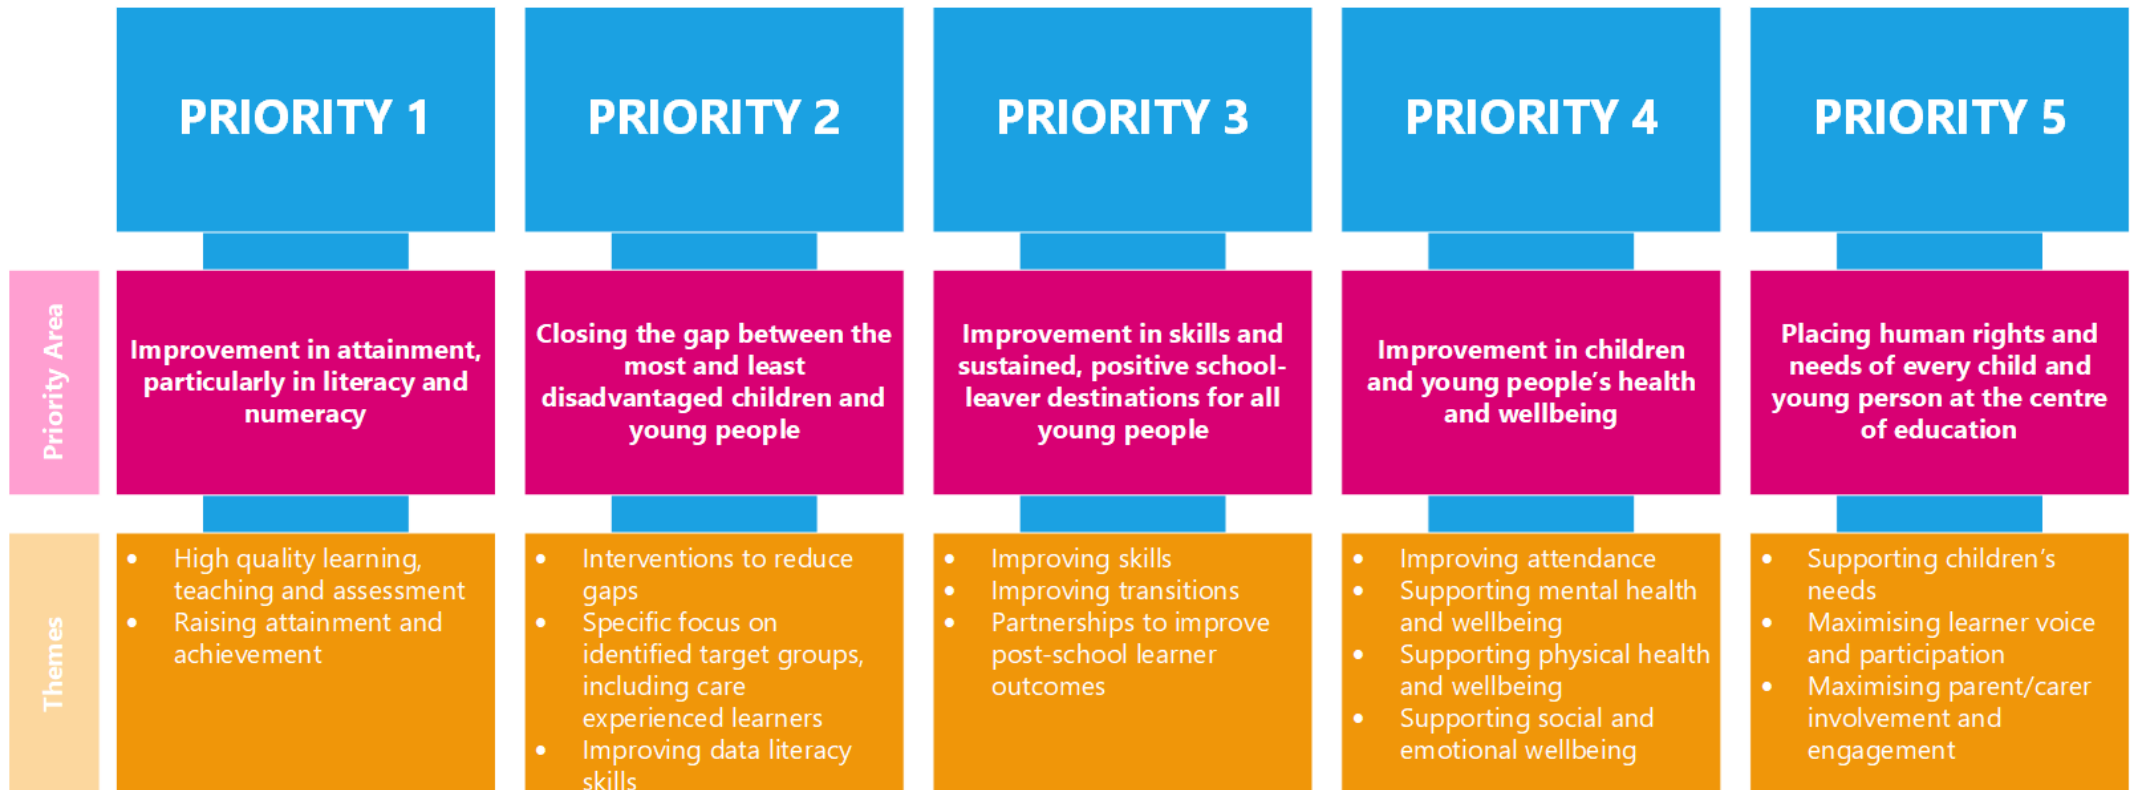 PRIORITY 1
PRIORITY 2
PRIORITY 3
PRIORITY 4
PRIORITY 5
Priority Area
Improvement in attainment,
particularly in literacy and
numeracy
Closing the gap between the
most and least
disadvantaged children and
young people
Improvement in skills and
sustained, positive school-
leaver destinations for all
young people
Improvement in children
and young people’s health
and wellbeing
Placing human rights and
needs of every child and
young person at the centre
of education
Themes
• High quality learning,
teaching and assessment
• Raising attainment and
achievement
• Interventions to reduce
gaps
• Specific focus on
identified target groups,
including care
experienced learners
• Improving data literacy
skills
• Improving skills
• Improving transitions
• Partnerships to improve
post-school learner
outcomes
• Improving attendance
• Supporting mental health
and wellbeing
• Supporting physical health
and wellbeing
• Supporting social and
emotional wellbeing
• Supporting children’s
needs
• Maximising learner voice
and participation
• Maximising parent/carer
involvement and
engagement